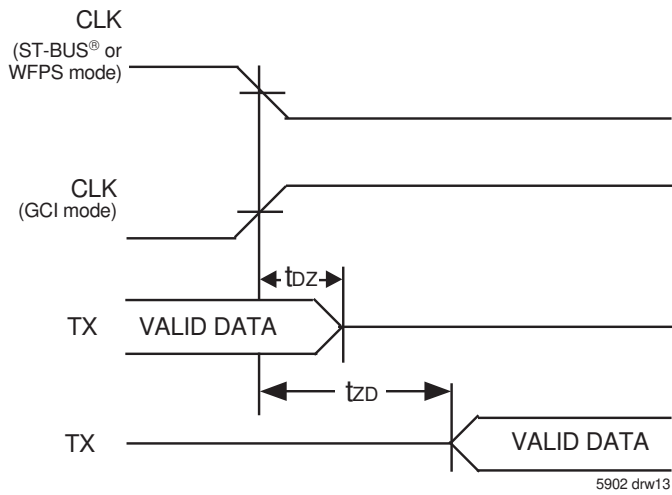 CLK
(ST-BUS® or
WFPS mode)
CLK
(GCI mode)
tDZ
TX VALID DATA
tZD
TX VALID DATA
5902 drw13